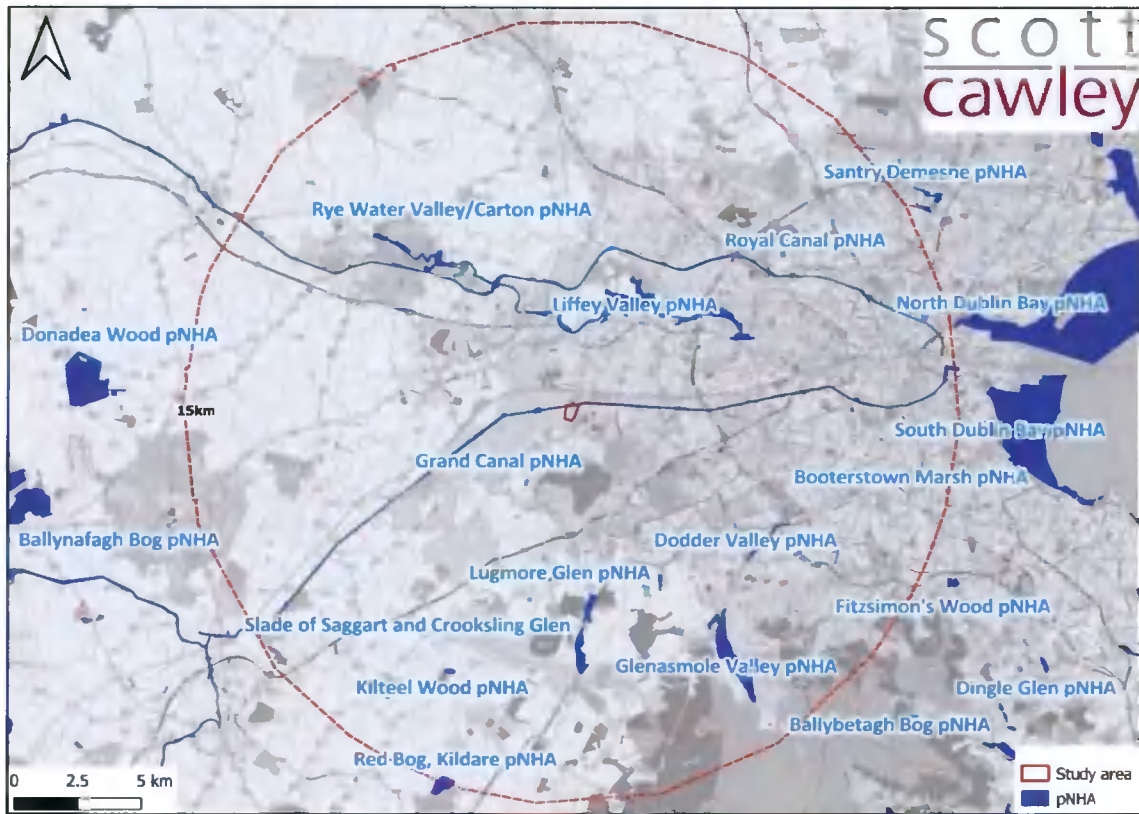 scott
cawley
Santry Demesne pNHA
Rye Water Valley/Carton pNHA
Royal Canal pNHA
Liffey Valley pNHA
North Dublin Bay pNHA
Donadea Wood pNHA
15km
South Dublin Bay pNHA
Grand Canal pNHA
Booterstown Marsh pNHA
Ballynafagh Bog pNHA
Dodder Valley pNHA
Lugmore Glen pNHA
Fitzsimon's Wood pNHA
Slade of Saggart and Crooksling Glen
Glenasmole Valley pNHA
Kilteel Wood pNHA
Dingle Glen pNHA
Ballybetagh Bog pNHA
Red Bog, Kildare pNHA
0 2.5 5 km
Study area
pNHA